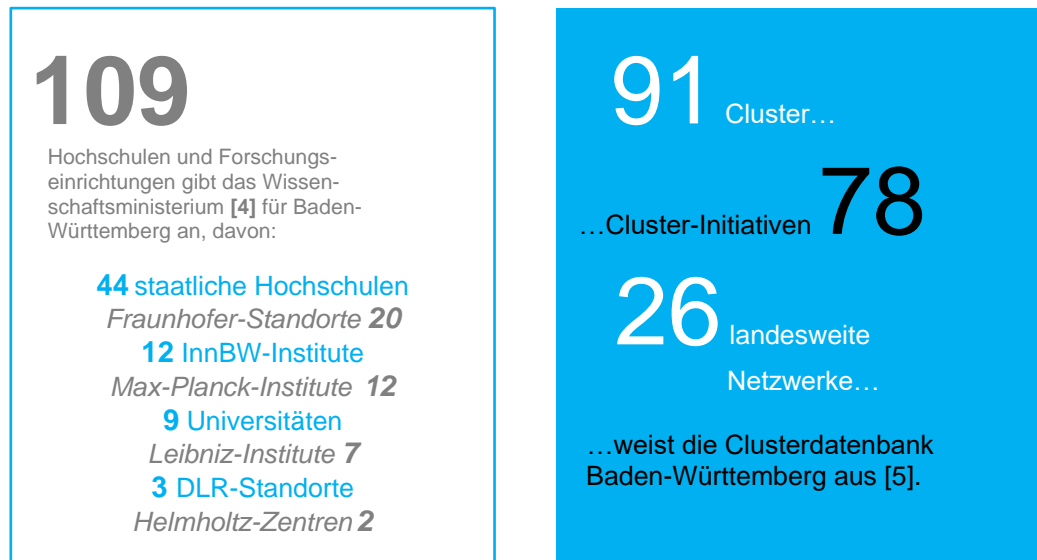 109
Hochschulen und Forschungs-
einrichtungen gibt das Wissen-
schaftsministerium [4] für Baden-
Württemberg an, davon:
44 staatliche Hochschulen
Fraunhofer-Standorte 20
12 InnBW-Institute
Max-Planck-Institute 12
9 Universitäten
Leibniz-Institute 7
3 DLR-Standorte
Helmholtz-Zentren 2
91 Cluster…
…Cluster-Initiativen 78
26 landesweite
Netzwerke…
…weist die Clusterdatenbank
Baden-Württemberg aus [5].